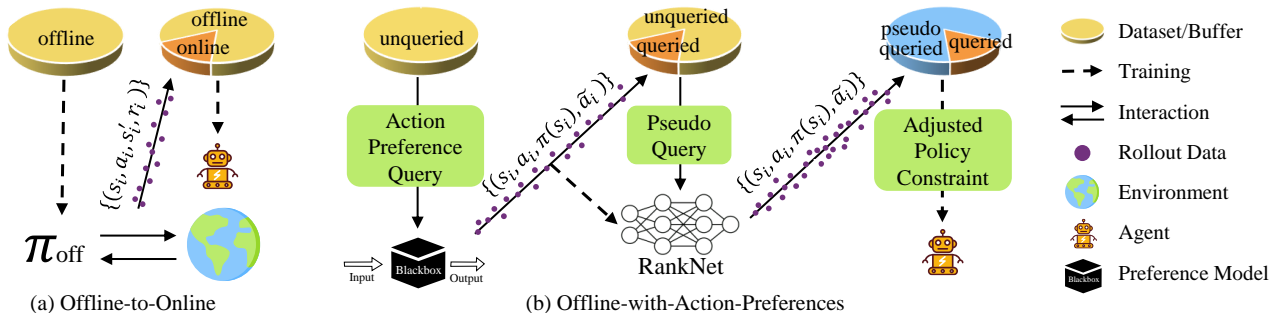 offline
offline
online
{(s_i, a_i, s'_i, r_i)}
π_off
(a) Offline-to-Online
unqueried
Action
Preference
Query
Input
Blackbox
Output
{(s_i, a_i, π(s_i), ã_i)}
unqueried
queried
Pseudo
Query
RankNet
{(s_i, a_i, π(s_i), ã_i)}
pseudo
queried
queried
Adjusted
Policy
Constraint
(b) Offline-with-Action-Preferences
Dataset/Buffer
Training
Interaction
Rollout Data
Environment
Agent
Blackbox
Preference Model